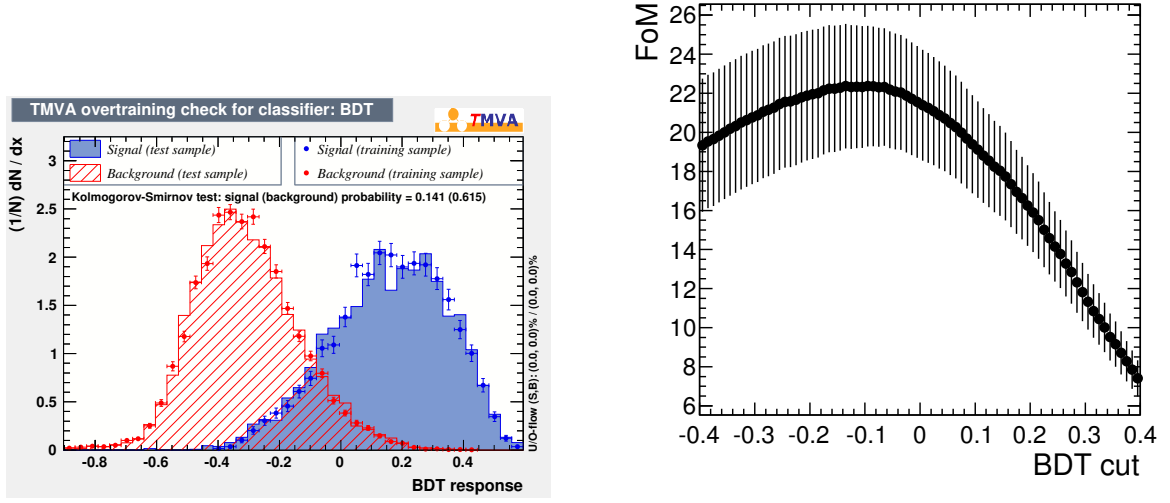 TMVA overtraining check for classifier: BDT
TMVA
Signal (test sample)
Background (test sample)
Signal (training sample)
Background (training sample)
Kolmogorov-Smirnov test: signal (background) probability = 0.141 (0.615)
(1/N) dN / dx
3
2.5
2
1.5
1
0.5
0
-0.8
-0.6
-0.4
-0.2
0
0.2
0.4
BDT response
U/O-flow (S,B): (0.0, 0.0)% / (0.0, 0.0)%
FoM
26
24
22
20
18
16
14
12
10
8
6
-0.4
-0.3
-0.2
-0.1
0
0.1
0.2
0.3
0.4
BDT cut